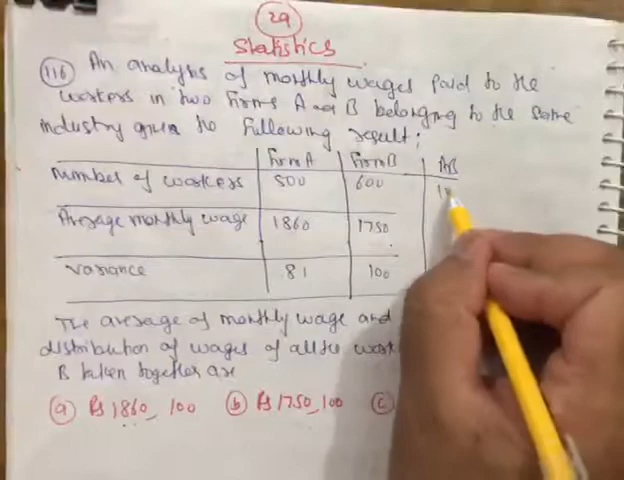 29
Statistics
116 An analysis of monthly wages paid to the
workers in two firms A and B belonging to the same
industry given the following result:
Firm A Firm B AB
Number of workers 500 600
Average monthly wage 1860 1750
variance 81 100
The average of monthly wage and
distribution of wages of all the work
B taken together are
(a) Rs 1860, 100 (b) Rs 1750, 100 (c)